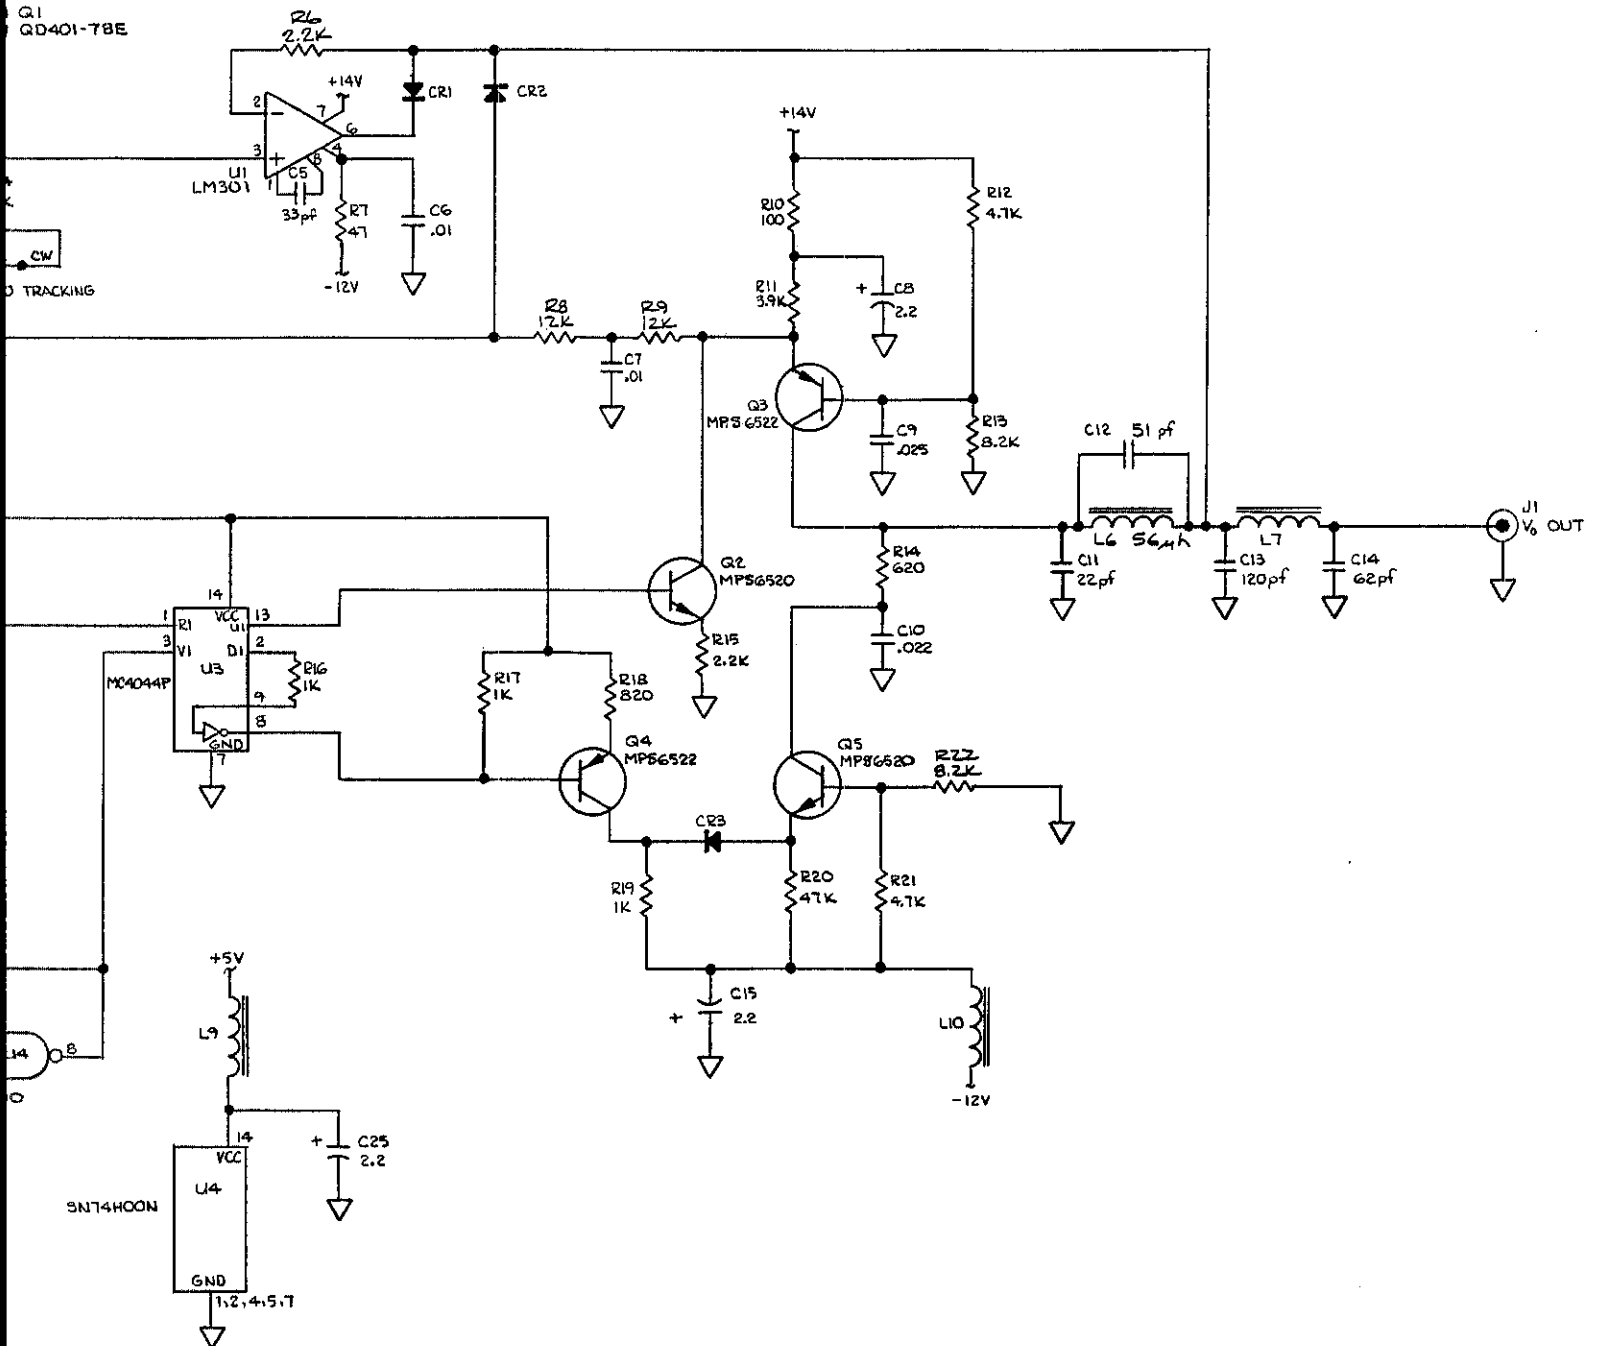 Q1
QD401-78E
R6
2.2K
+14V
2
7
CR1
CR2
6
3
4
8
U1
LM301
1
C5
33pf
R7
47
C6
.01
-12V
CW
TRACKING
+14V
R10
100
R12
4.7K
R11
3.9K
+
C8
2.2
R8
12K
R9
12K
C7
.01
Q3
MPS6522
C9
.025
R13
8.2K
C12
51 pf
L6
56μh
L7
J1
V₀ OUT
C11
22pf
C13
120pf
C14
62pf
R14
620
C10
.022
Q2
MPS6520
R15
2.2K
14
VCC
1
R1
U1
13
3
V1
D1
2
U3
MC4044P
R16
1K
9
8
GND
7
R17
1K
R18
820
Q4
MPS6522
Q5
MPS6520
R22
8.2K
CR3
R19
1K
R20
47K
R21
4.7K
+
C15
2.2
L10
-12V
+5V
L9
14
8
14
VCC
+
C25
2.2
U4
SN74H00N
GND
1,2,4,5,7